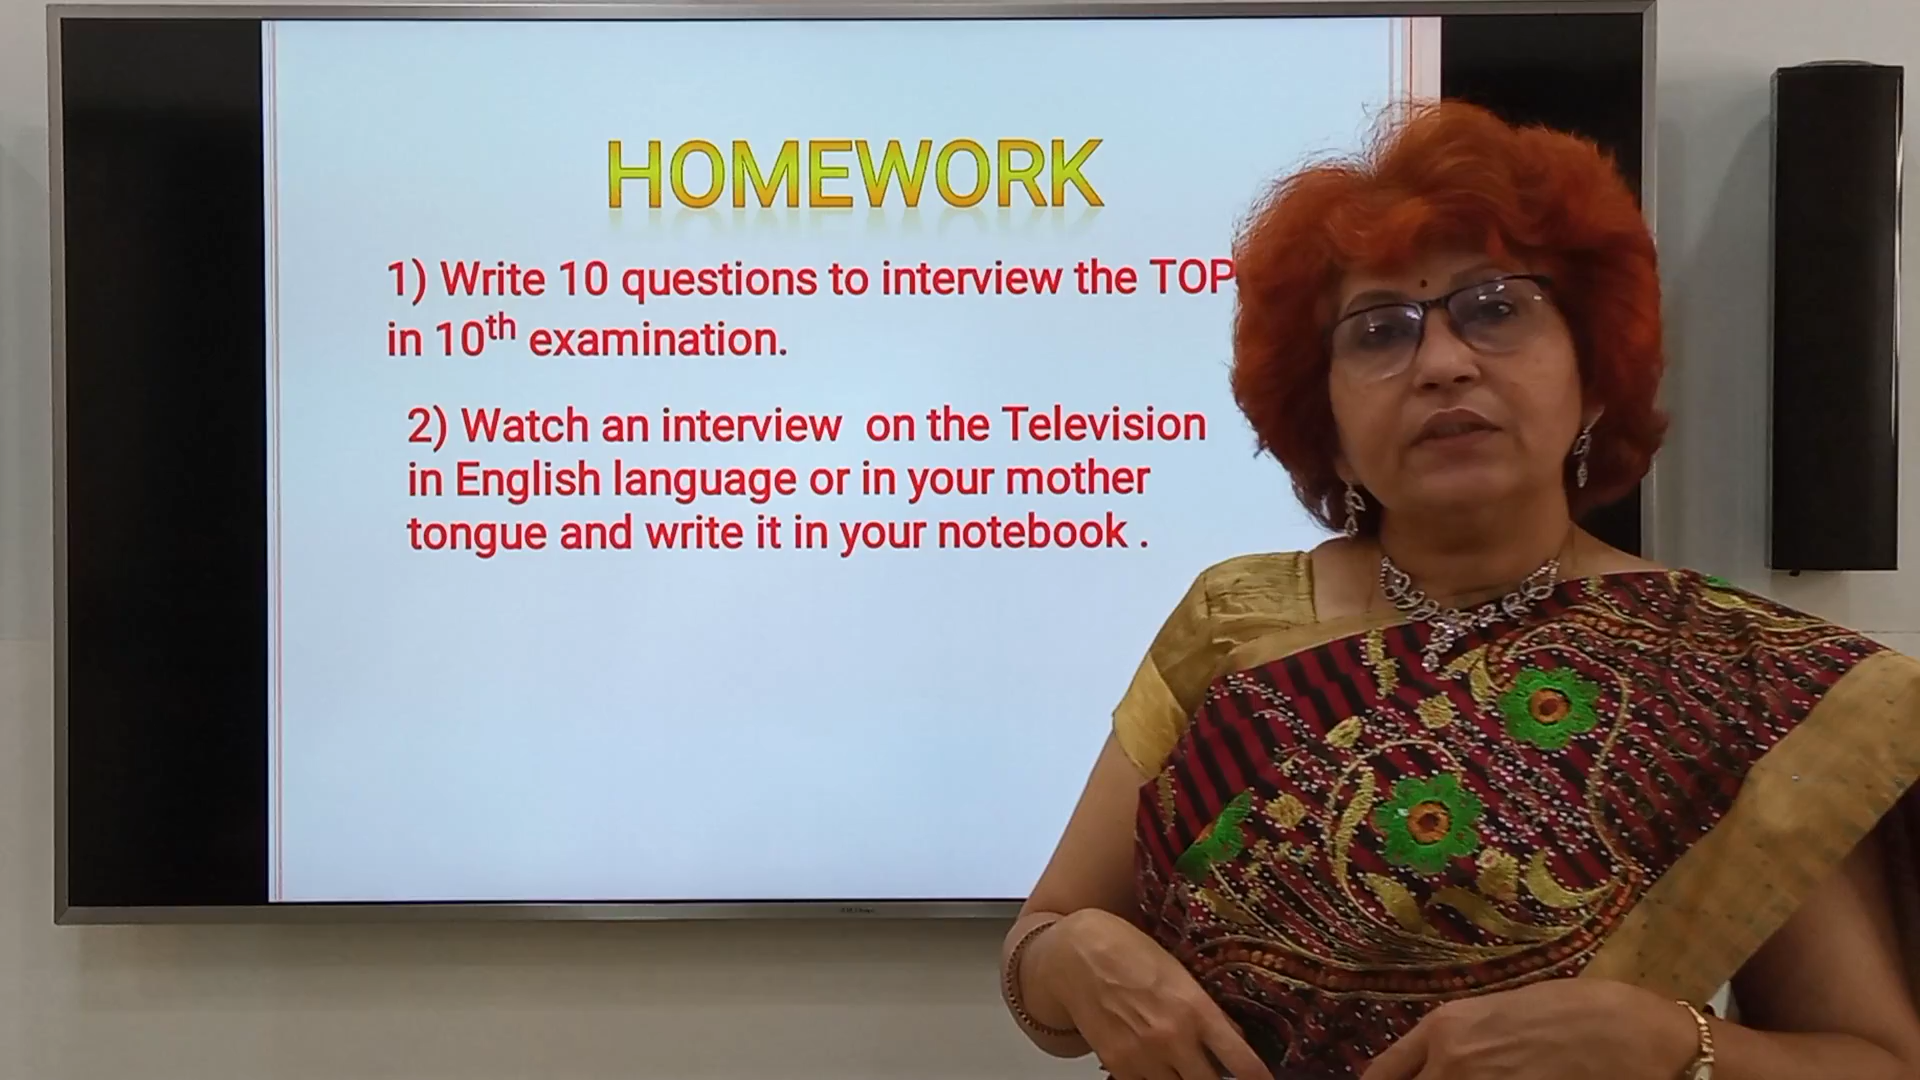 HOMEWORK
1) Write 10 questions to interview the TOP
in 10th examination.
2) Watch an interview on the Television
in English language or in your mother
tongue and write it in your notebook .